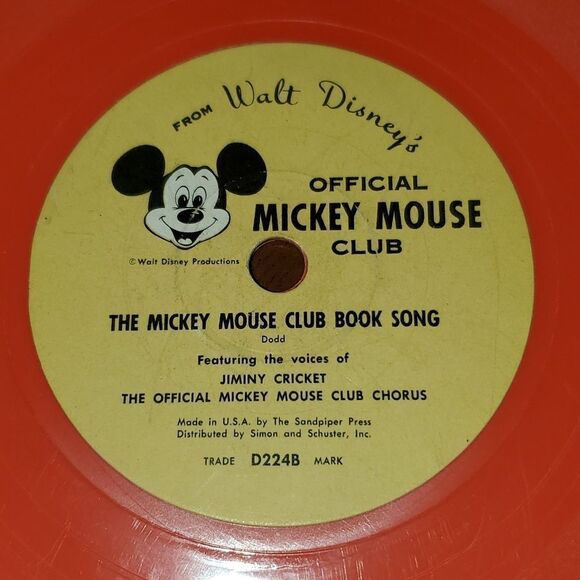 FROM Walt Disney's
OFFICIAL
MICKEY MOUSE
CLUB
© Walt Disney Productions
THE MICKEY MOUSE CLUB BOOK SONG
Dodd
Featuring the voices of
JIMINY CRICKET
THE OFFICIAL MICKEY MOUSE CLUB CHORUS
Made in U.S.A. by The Sandpiper Press
Distributed by Simon and Schuster, Inc.
TRADE D224B MARK